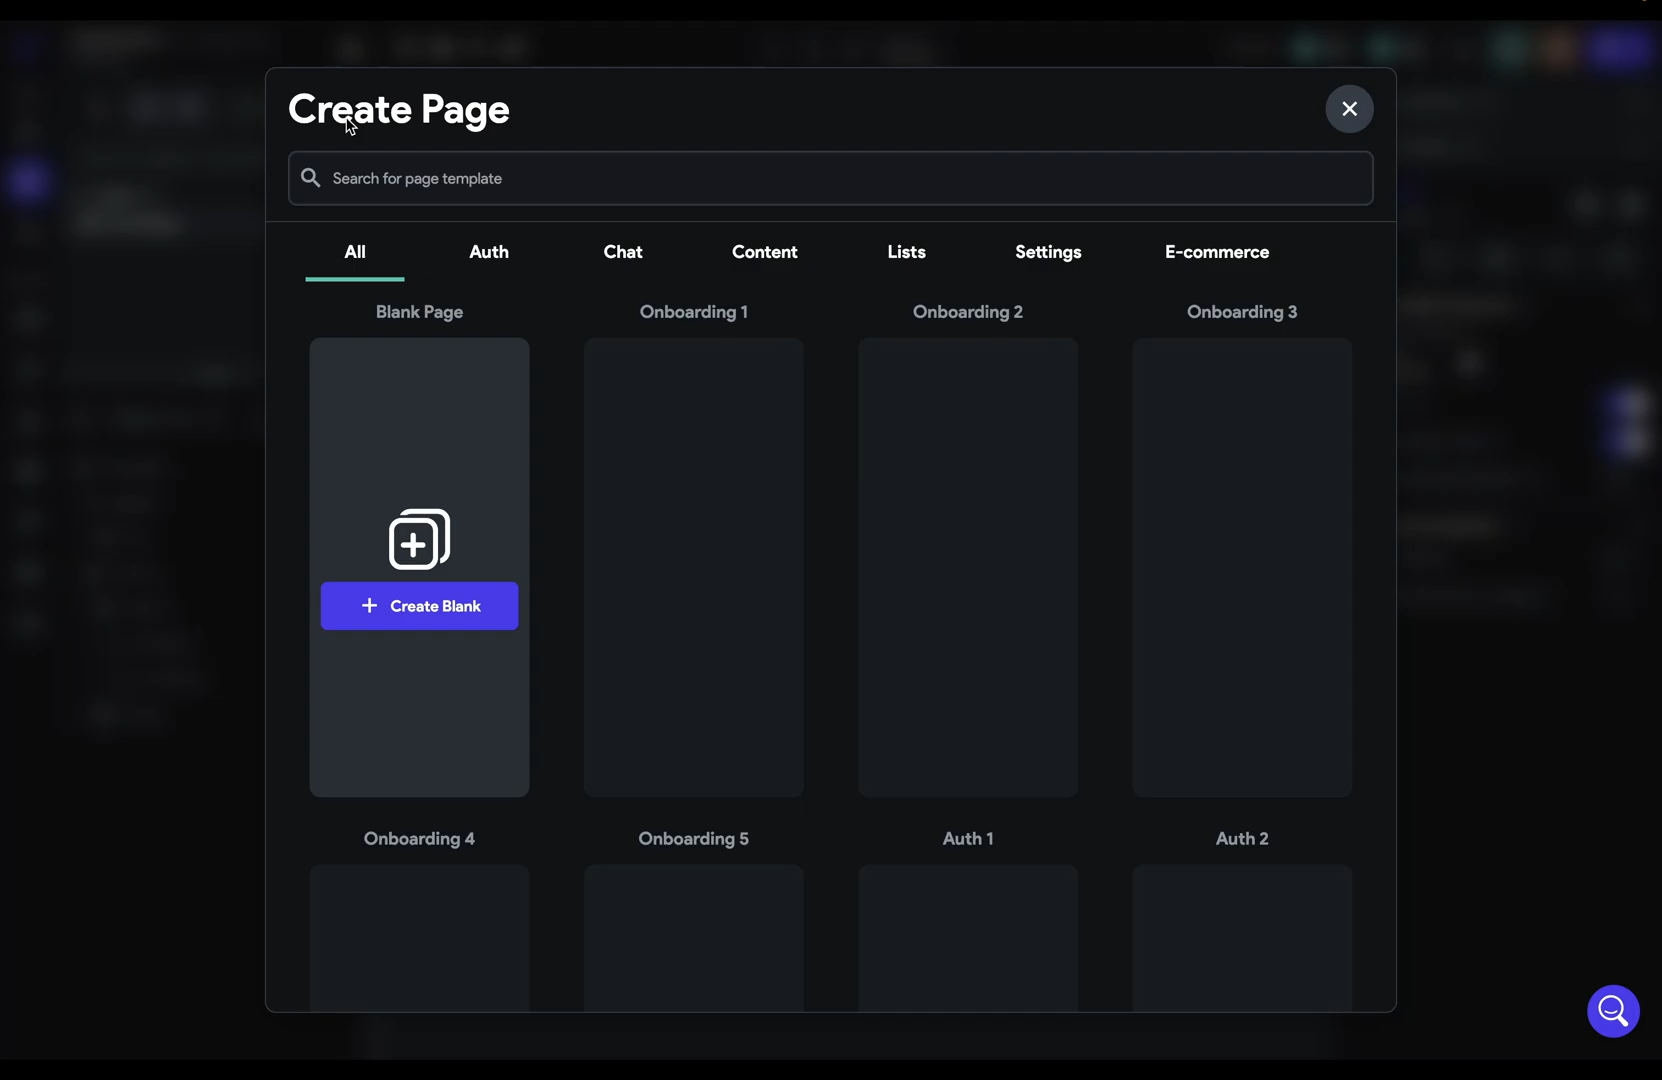 Create Page
Search for page template
All Auth Chat Content Lists Settings E-commerce
Blank Page Onboarding 1 Onboarding 2 Onboarding 3
Create Blank
Onboarding 4 Onboarding 5 Auth 1 Auth 2